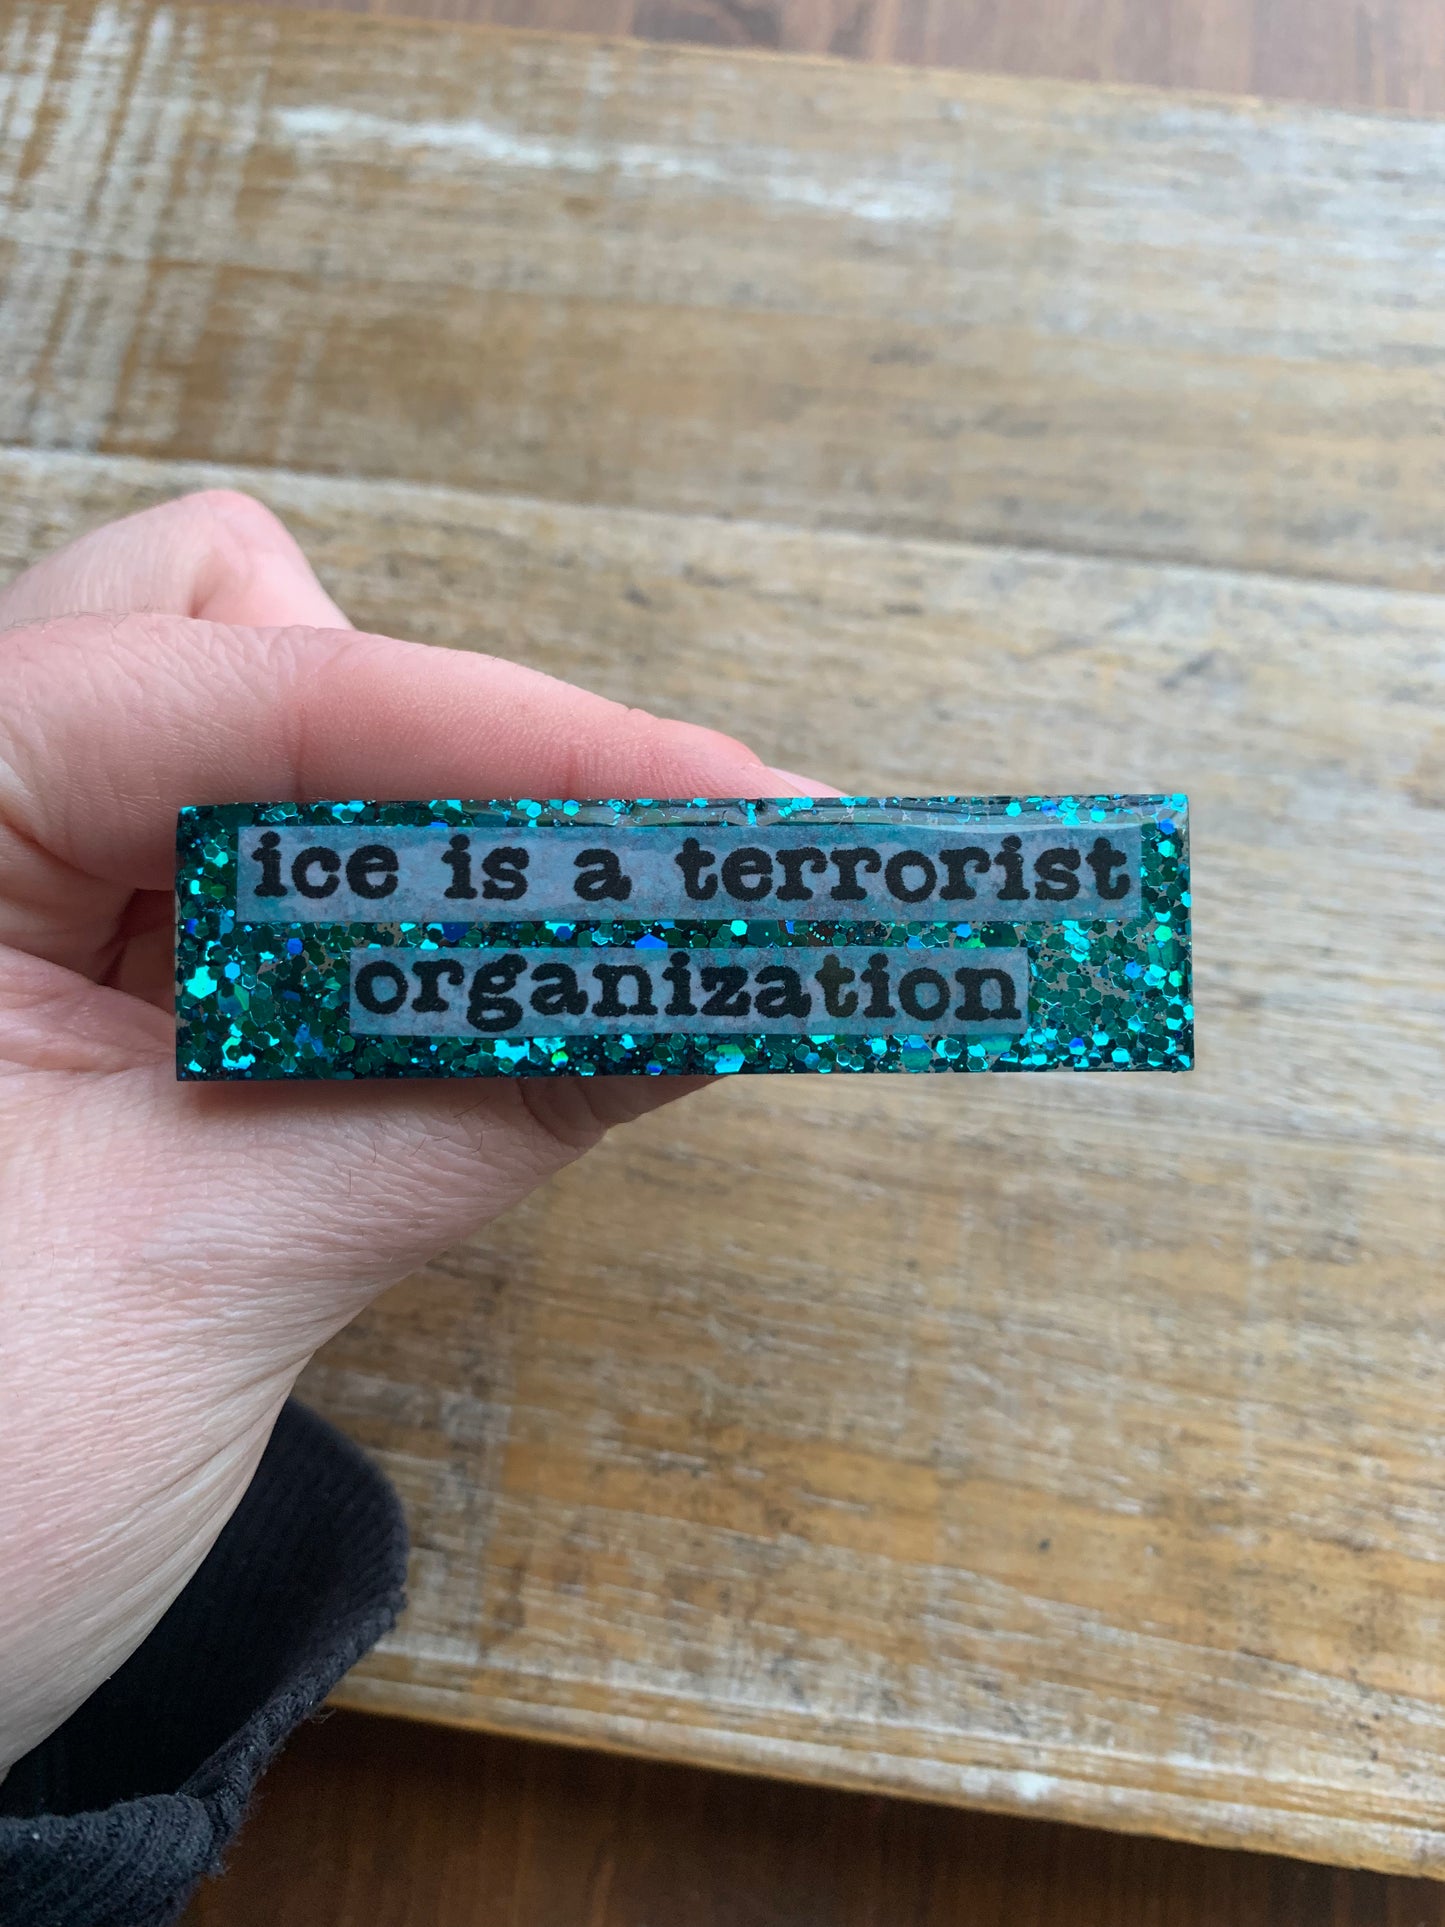 ice is a terrorist
organization